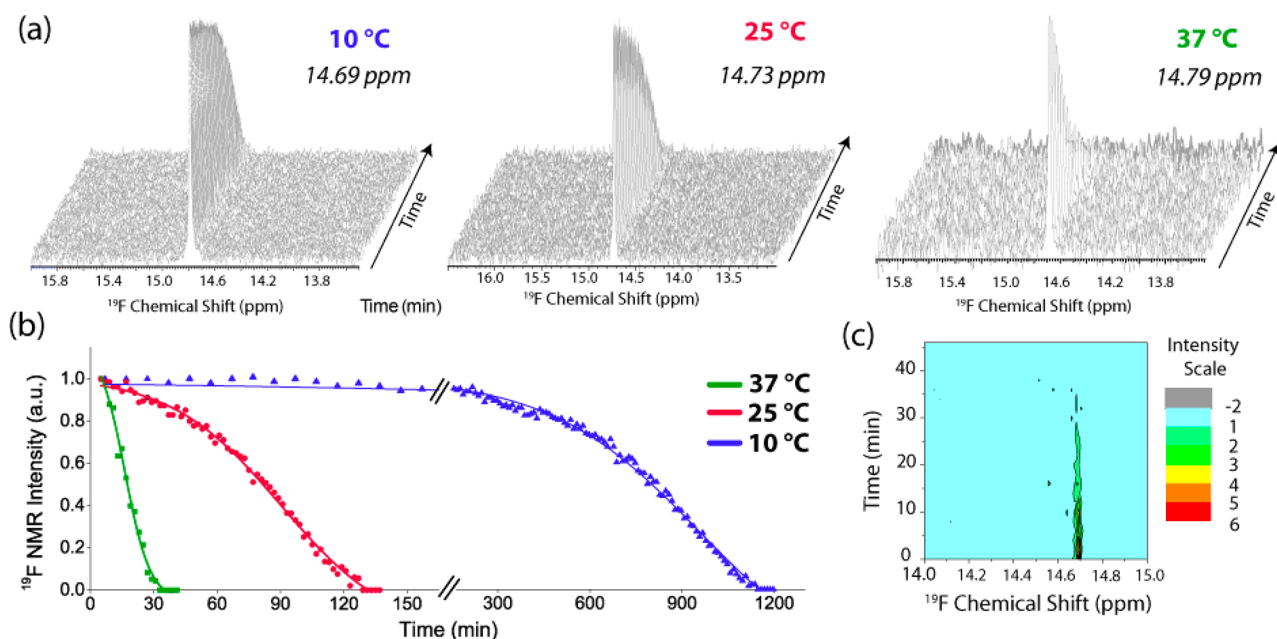 (a)
10 °C
14.69 ppm
Time
15.8 15.4 15.0 14.6 14.2 13.8
¹⁹F Chemical Shift (ppm)
25 °C
14.73 ppm
Time
16.0 15.5 15.0 14.5 14.0 13.5
¹⁹F Chemical Shift (ppm)
37 °C
14.79 ppm
Time
15.8 15.4 15.0 14.6 14.2 13.8
¹⁹F Chemical Shift (ppm)
Time (min)
(b)
¹⁹F NMR Intensity (a.u.)
1.0
0.8
0.6
0.4
0.2
0.0
37 °C
25 °C
10 °C
0 30 60 90 120 150 300 600 900 1200
Time (min)
(c)
Time (min)
40
20
0
14.0 14.2 14.4 14.6 14.8 15.0
¹⁹F Chemical Shift (ppm)
Intensity
Scale
-2
1
2
3
4
5
6